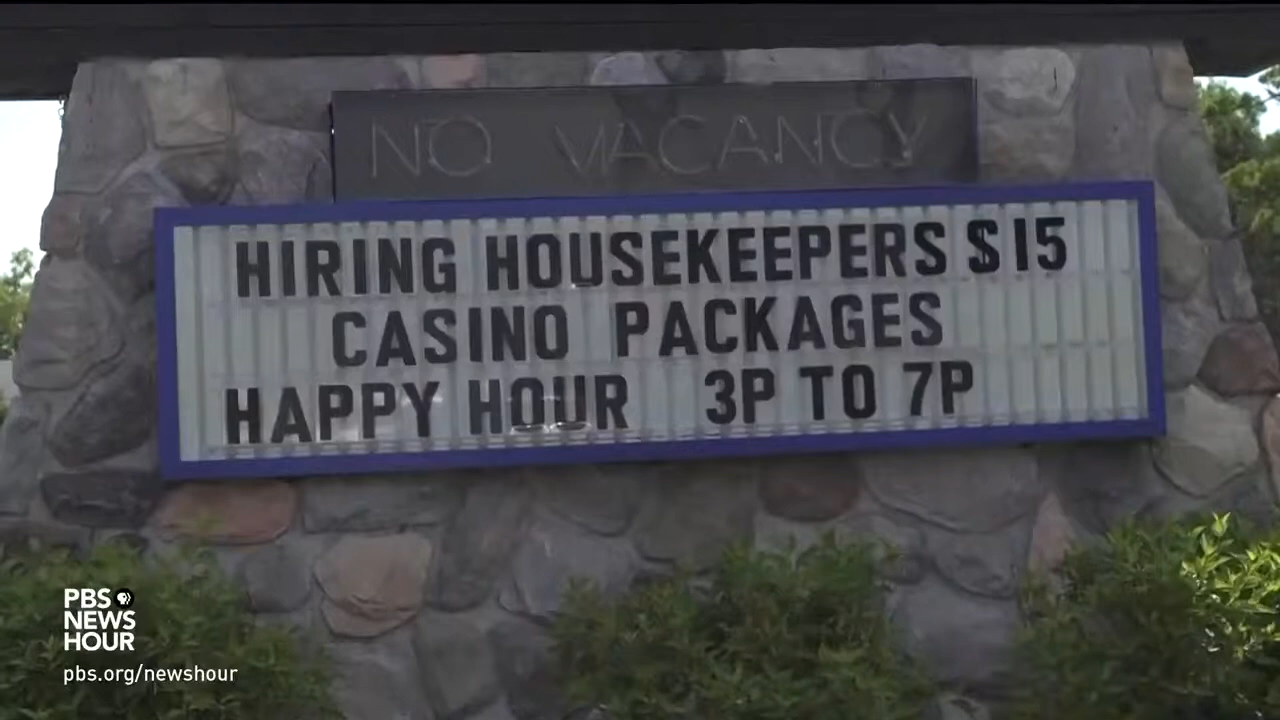 NO VACANCY
HIRING HOUSEKEEPERS $15
CASINO PACKAGES
HAPPY HOUR 3P TO 7P
PBS
NEWS
HOUR
pbs.org/newshour